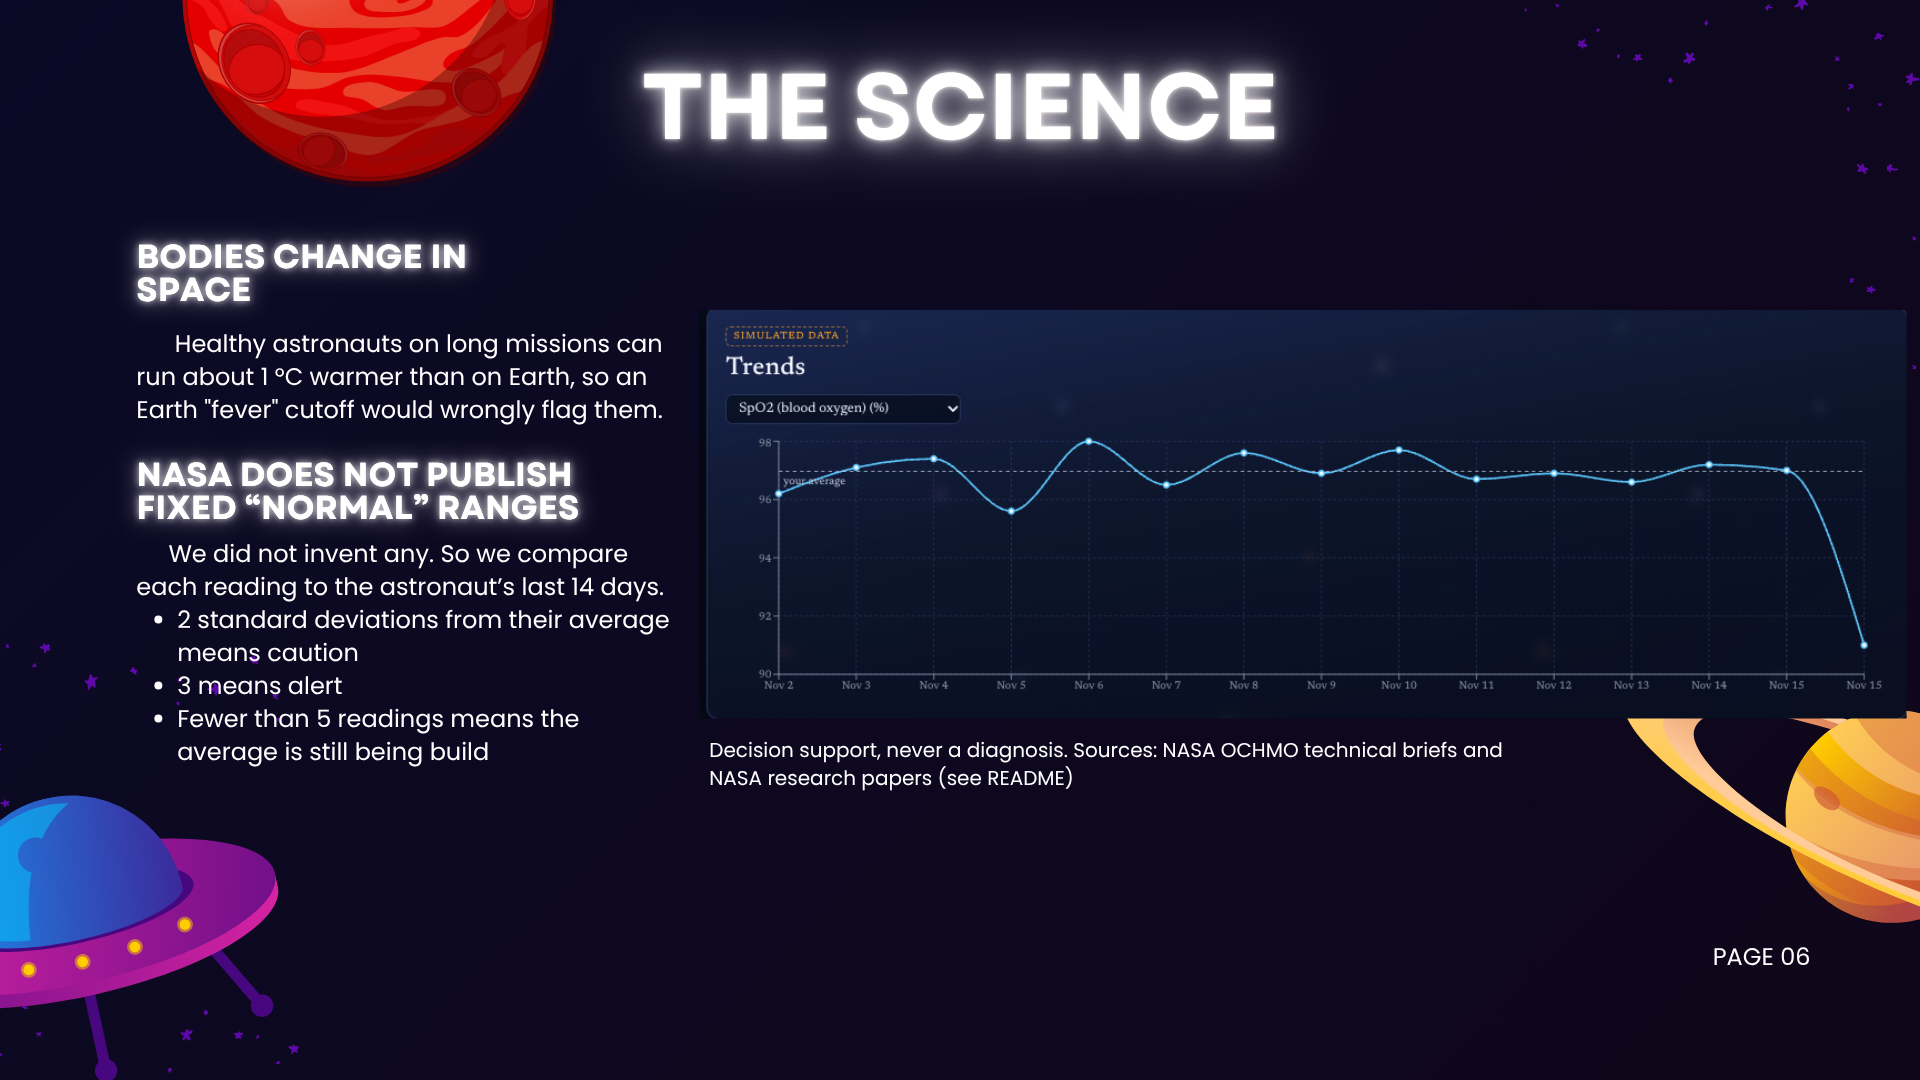 THE SCIENCE
BODIES CHANGE IN
SPACE
Healthy astronauts on long missions can
run about 1 °C warmer than on Earth, so an
Earth "fever" cutoff would wrongly flag them.
NASA DOES NOT PUBLISH
FIXED “NORMAL” RANGES
We did not invent any. So we compare
each reading to the astronaut’s last 14 days.
• 2 standard deviations from their average
means caution
• 3 means alert
• Fewer than 5 readings means the
average is still being build
SIMULATED DATA
Trends
SpO2 (blood oxygen) (%)
98
your average
96
94
92
90
Nov 2 Nov 3 Nov 4 Nov 5 Nov 6 Nov 7 Nov 8 Nov 9 Nov 10 Nov 11 Nov 12 Nov 13 Nov 14 Nov 15 Nov 15
Decision support, never a diagnosis. Sources: NASA OCHMO technical briefs and
NASA research papers (see README)
PAGE 06